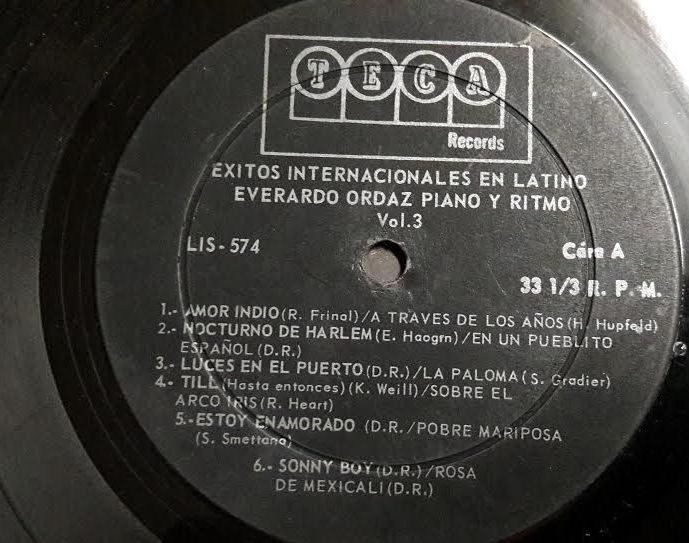 TECA
Records
EXITOS INTERNACIONALES EN LATINO
EVERARDO ORDAZ PIANO Y RITMO
Vol.3
LIS-574
Cára A
33 1/3 R. P. M.
1.- AMOR INDIO (R. Frinal)/A TRAVES DE LOS AÑOS (H. Hupfeld)
2.- NOCTURNO DE HARLEM (E. Haogrn)/EN UN PUEBLITO
ESPAÑOL (D.R.)
3.- LUCES EN EL PUERTO (D.R.)/LA PALOMA (S. Gradier)
4.- TILL (Hasta entonces) (K. Weill)/SOBRE EL
ARCO IRIS (R. Heart)
5.- ESTOY ENAMORADO (D.R./POBRE MARIPOSA
(S. Smettana)
6.- SONNY BOY (D.R.)/ROSA
DE MEXICALI (D.R.)